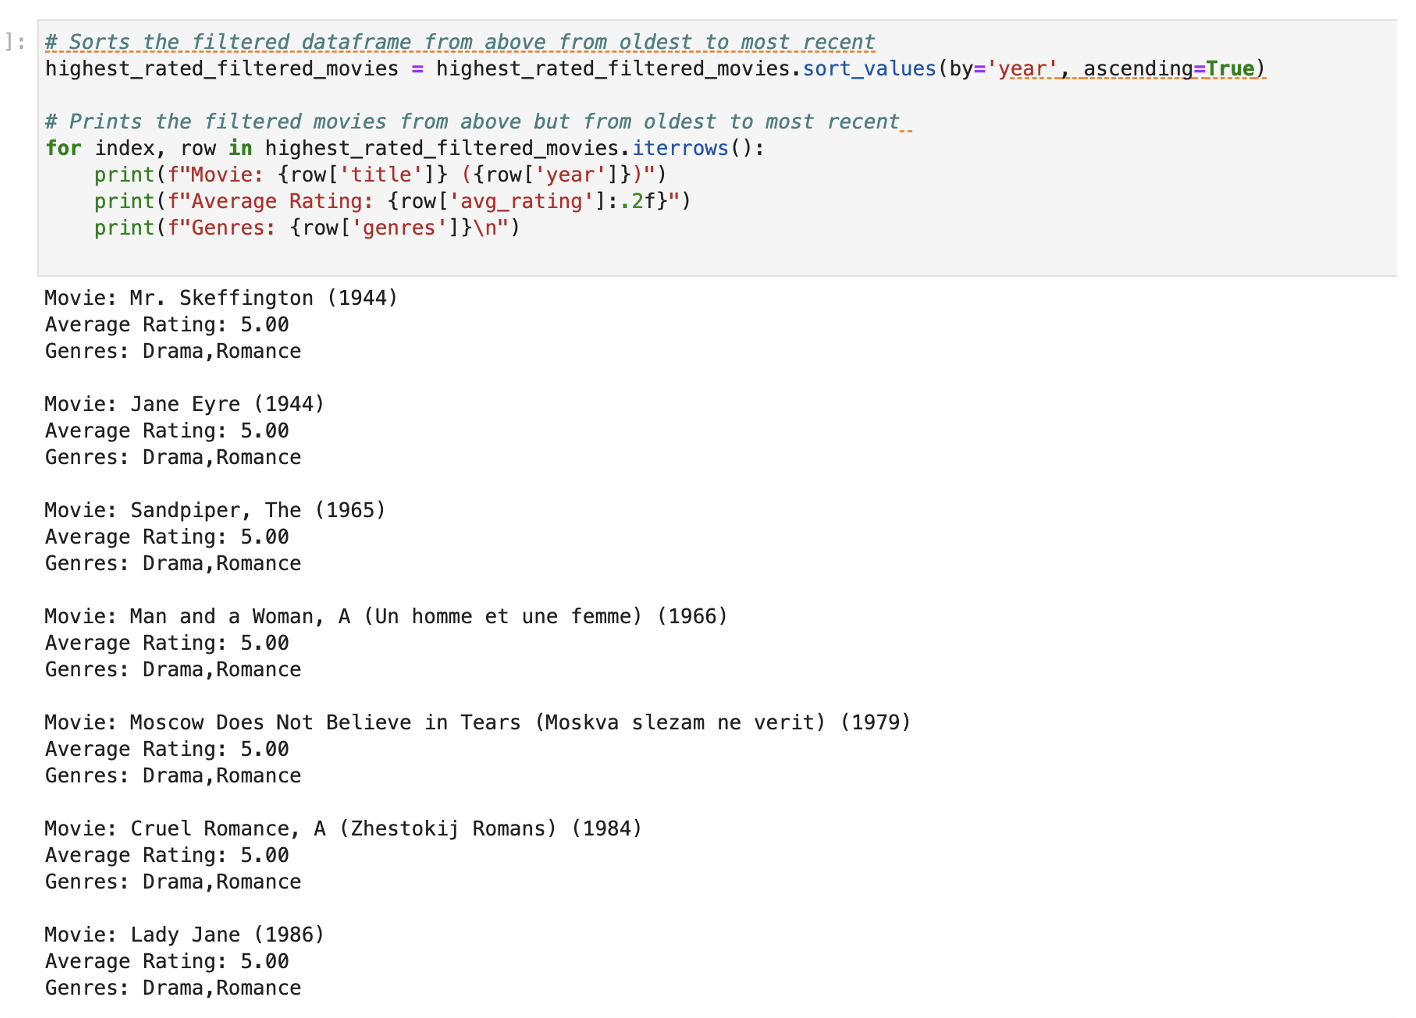 ]:
# Sorts the filtered dataframe from above from oldest to most recent
highest_rated_filtered_movies = highest_rated_filtered_movies.sort_values(by='year', ascending=True)

# Prints the filtered movies from above but from oldest to most recent
for index, row in highest_rated_filtered_movies.iterrows():
    print(f"Movie: {row['title']} ({row['year']})")
    print(f"Average Rating: {row['avg_rating']:.2f}")
    print(f"Genres: {row['genres']}\n")

Movie: Mr. Skeffington (1944)
Average Rating: 5.00
Genres: Drama,Romance

Movie: Jane Eyre (1944)
Average Rating: 5.00
Genres: Drama,Romance

Movie: Sandpiper, The (1965)
Average Rating: 5.00
Genres: Drama,Romance

Movie: Man and a Woman, A (Un homme et une femme) (1966)
Average Rating: 5.00
Genres: Drama,Romance

Movie: Moscow Does Not Believe in Tears (Moskva slezam ne verit) (1979)
Average Rating: 5.00
Genres: Drama,Romance

Movie: Cruel Romance, A (Zhestokij Romans) (1984)
Average Rating: 5.00
Genres: Drama,Romance

Movie: Lady Jane (1986)
Average Rating: 5.00
Genres: Drama,Romance